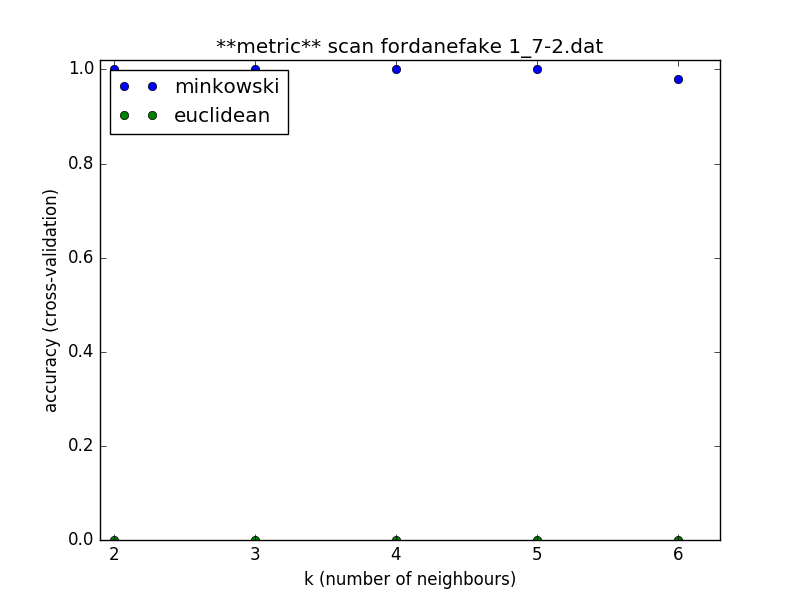 **metric** scan fordanefake 1_7-2.dat
1.0
minkowski
euclidean
0.8
0.6
0.4
0.2
0.0
accuracy (cross-validation)
2 3 4 5 6
k (number of neighbours)